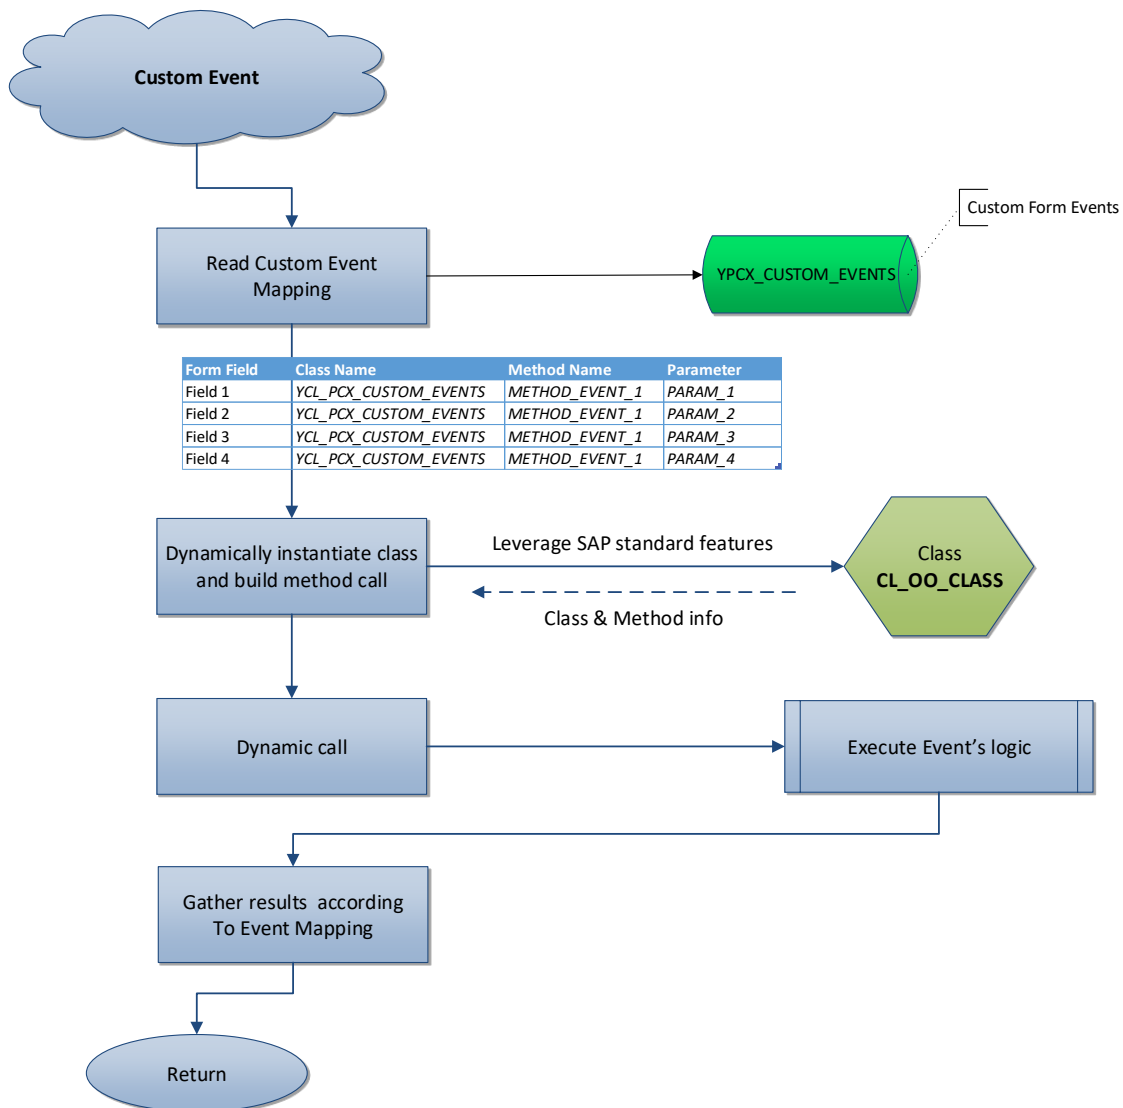 Custom Event
Custom Form Events
Read Custom Event
Mapping
YPCX_CUSTOM_EVENTS
Form Field Class Name Method Name Parameter
Field 1 YCL_PCX_CUSTOM_EVENTS METHOD_EVENT_1 PARAM_1
Field 2 YCL_PCX_CUSTOM_EVENTS METHOD_EVENT_1 PARAM_2
Field 3 YCL_PCX_CUSTOM_EVENTS METHOD_EVENT_1 PARAM_3
Field 4 YCL_PCX_CUSTOM_EVENTS METHOD_EVENT_1 PARAM_4
Dynamically instantiate class
and build method call
Leverage SAP standard features
Class & Method info
Class
CL_OO_CLASS
Dynamic call
Execute Event’s logic
Gather results according
To Event Mapping
Return